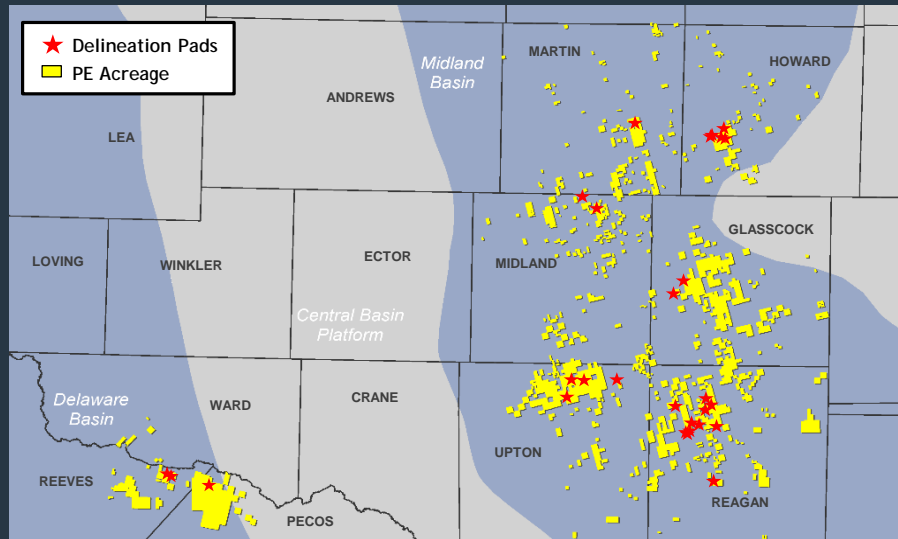 Delineation Pads
PE Acreage
MARTIN
HOWARD
Midland
Basin
ANDREWS
LEA
GLASSCOCK
LOVING
WINKLER
ECTOR
MIDLAND
Central Basin
Platform
Delaware
Basin
WARD
CRANE
UPTON
REEVES
REAGAN
PECOS